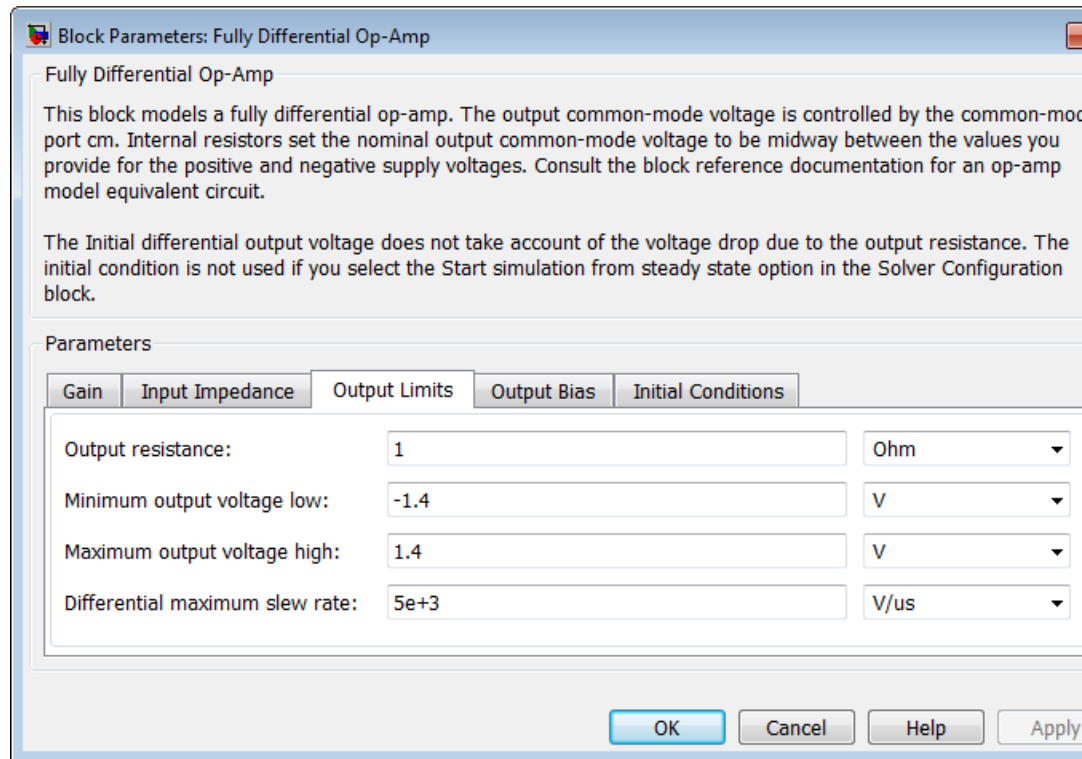 Block Parameters: Fully Differential Op-Amp
Fully Differential Op-Amp
This block models a fully differential op-amp. The output common-mode voltage is controlled by the common-mod
port cm. Internal resistors set the nominal output common-mode voltage to be midway between the values you
provide for the positive and negative supply voltages. Consult the block reference documentation for an op-amp
model equivalent circuit.
The Initial differential output voltage does not take account of the voltage drop due to the output resistance. The
initial condition is not used if you select the Start simulation from steady state option in the Solver Configuration
block.
Parameters
Gain Input Impedance Output Limits Output Bias Initial Conditions
Output resistance: 1 Ohm
Minimum output voltage low: -1.4 V
Maximum output voltage high: 1.4 V
Differential maximum slew rate: 5e+3 V/us
OK Cancel Help Apply